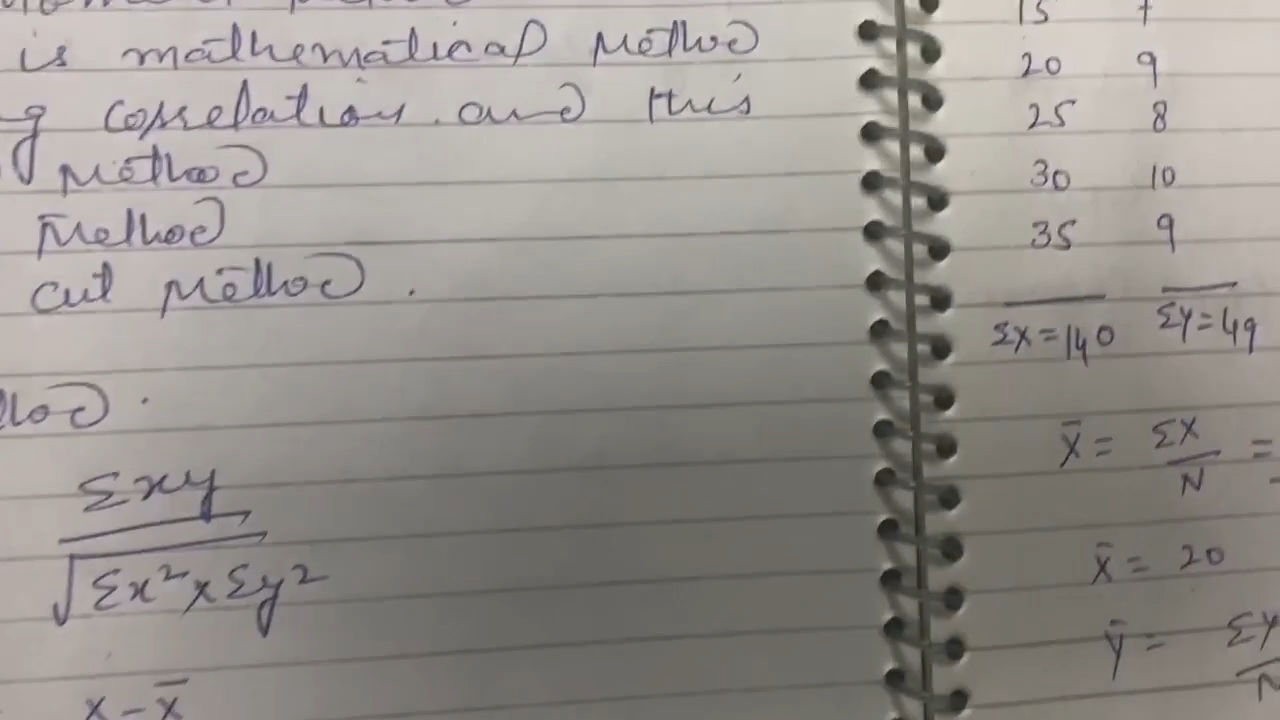 is mathematical Method
g correlation. and this
Method
Method
cut Method.
Σxy
√Σx²xΣy²
x - x̄
15 7
20 9
25 8
30 10
35 9
ΣX=140 ΣY=49
X̄ = ΣX/N =
X̄ = 20
Ȳ = ΣY/N